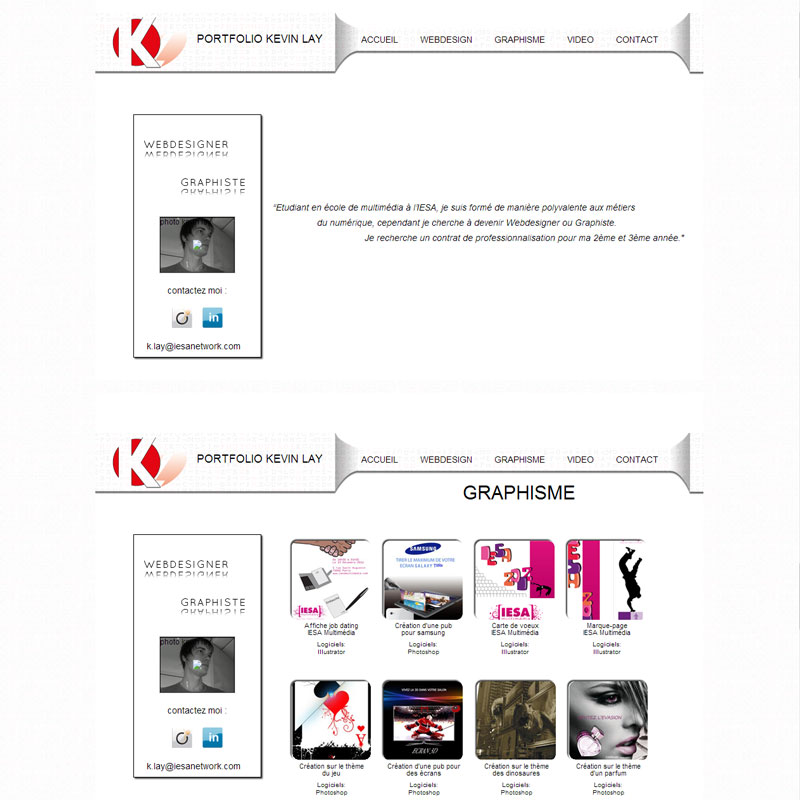 K
PORTFOLIO KEVIN LAY
ACCUEIL WEBDESIGN GRAPHISME VIDEO CONTACT
WEBDESIGNER
GRAPHISTE
photo k
contactez moi :
in
k.lay@iesanetwork.com
"Etudiant en école de multimédia à l'IESA, je suis formé de manière polyvalente aux métiers
du numérique, cependant je cherche à devenir Webdesigner ou Graphiste.
Je recherche un contrat de professionnalisation pour ma 2ème et 3ème année."
K
PORTFOLIO KEVIN LAY
ACCUEIL WEBDESIGN GRAPHISME VIDEO CONTACT
GRAPHISME
WEBDESIGNER
GRAPHISTE
photo k
contactez moi :
in
k.lay@iesanetwork.com
[IESA]
SAMSUNG
TIRER LE MAXIMUM DE VOTRE
ECRAN GALAXY
IESA
[IESA]
Affiche job dating
IESA Multimédia
Logiciels:
Illustrator
Création d'une pub
pour samsung
Logiciels:
Photoshop
Carte de voeux
IESA Multimédia
Logiciels:
Illustrator
Marque-page
IESA Multimédia
Logiciels:
Illustrator
A
ECRAN 3D
L'EVASION
Création sur le thème
du jeu
Logiciels:
Photoshop
Création d'une pub pour
des écrans
Logiciels:
Photoshop
Création sur le thème
des dinosaures
Logiciels:
Photoshop
Création sur le thème
d'un parfum
Logiciels:
Photoshop